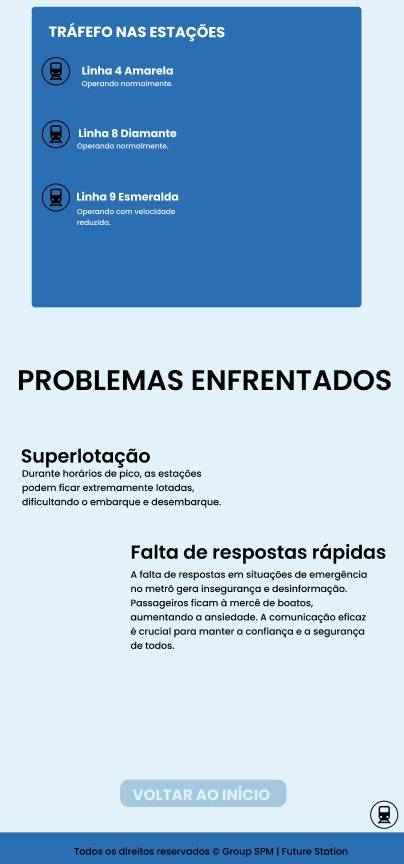 TRÁFEFO NAS ESTAÇÕES
Linha 4 Amarela
Operando normalmente.
Linha 8 Diamante
Operando normalmente.
Linha 9 Esmeralda
Operando com velocidade
reduzida.
PROBLEMAS ENFRENTADOS
Superlotação
Durante horários de pico, as estações
podem ficar extremamente lotadas,
dificultando o embarque e desembarque.
Falta de respostas rápidas
A falta de respostas em situações de emergência
no metrô gera insegurança e desinformação.
Passageiros ficam à mercê de boatos,
aumentando a ansiedade. A comunicação eficaz
é crucial para manter a confiança e a segurança
de todos.
VOLTAR AO INÍCIO
Todos os direitos reservados © Group SPM | Future Station